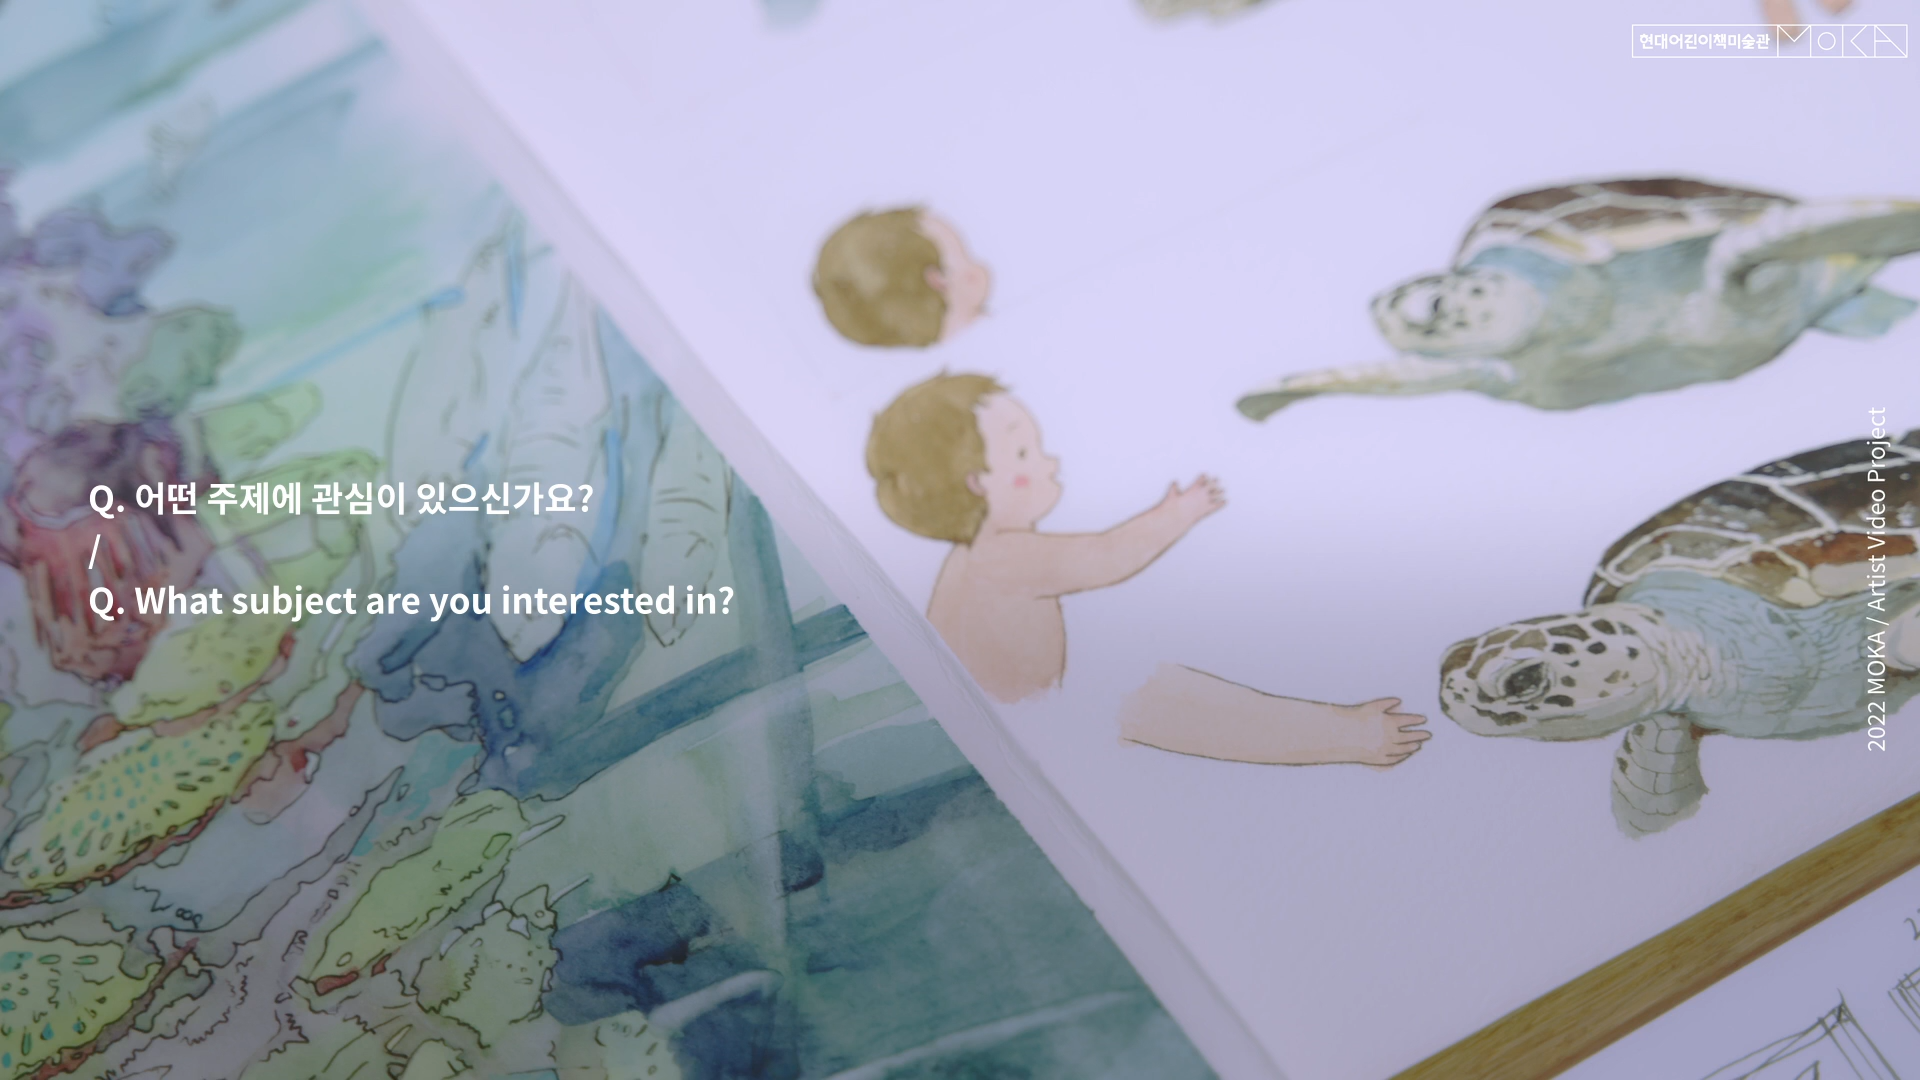 현대어린이책미술관 MOKA
Q. 어떤 주제에 관심이 있으신가요?
/
Q. What subject are you interested in?
2022 MOKA / Artist Video Project